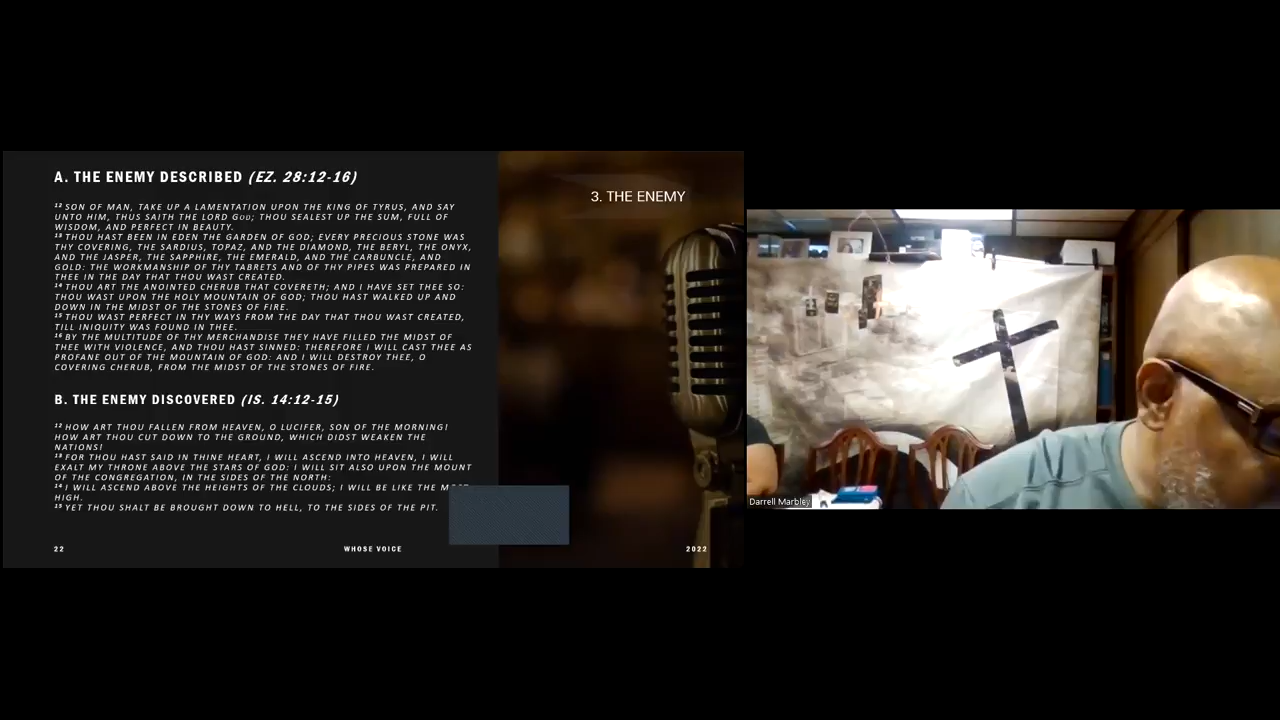 A. THE ENEMY DESCRIBED (EZ. 28:12-16)
12 SON OF MAN, TAKE UP A LAMENTATION UPON THE KING OF TYRUS, AND SAY
UNTO HIM, THUS SAITH THE LORD GOD; THOU SEALEST UP THE SUM, FULL OF
WISDOM, AND PERFECT IN BEAUTY.
13 THOU HAST BEEN IN EDEN THE GARDEN OF GOD; EVERY PRECIOUS STONE WAS
THY COVERING, THE SARDIUS, TOPAZ, AND THE DIAMOND, THE BERYL, THE ONYX,
AND THE JASPER, THE SAPPHIRE, THE EMERALD, AND THE CARBUNCLE, AND
GOLD: THE WORKMANSHIP OF THY TABRETS AND OF THY PIPES WAS PREPARED IN
THEE IN THE DAY THAT THOU WAST CREATED.
14 THOU ART THE ANOINTED CHERUB THAT COVERETH; AND I HAVE SET THEE SO:
THOU WAST UPON THE HOLY MOUNTAIN OF GOD; THOU HAST WALKED UP AND
DOWN IN THE MIDST OF THE STONES OF FIRE.
15 THOU WAST PERFECT IN THY WAYS FROM THE DAY THAT THOU WAST CREATED,
TILL INIQUITY WAS FOUND IN THEE.
16 BY THE MULTITUDE OF THY MERCHANDISE THEY HAVE FILLED THE MIDST OF
THEE WITH VIOLENCE, AND THOU HAST SINNED: THEREFORE I WILL CAST THEE AS
PROFANE OUT OF THE MOUNTAIN OF GOD: AND I WILL DESTROY THEE, O
COVERING CHERUB, FROM THE MIDST OF THE STONES OF FIRE.
B. THE ENEMY DISCOVERED (IS. 14:12-15)
12 HOW ART THOU FALLEN FROM HEAVEN, O LUCIFER, SON OF THE MORNING!
HOW ART THOU CUT DOWN TO THE GROUND, WHICH DIDST WEAKEN THE
NATIONS!
13 FOR THOU HAST SAID IN THINE HEART, I WILL ASCEND INTO HEAVEN, I WILL
EXALT MY THRONE ABOVE THE STARS OF GOD: I WILL SIT ALSO UPON THE MOUNT
OF THE CONGREGATION, IN THE SIDES OF THE NORTH:
14 I WILL ASCEND ABOVE THE HEIGHTS OF THE CLOUDS; I WILL BE LIKE THE MOST
HIGH.
15 YET THOU SHALT BE BROUGHT DOWN TO HELL, TO THE SIDES OF THE PIT.
22
WHOSE VOICE
2022
3. THE ENEMY
Darrell Marbley